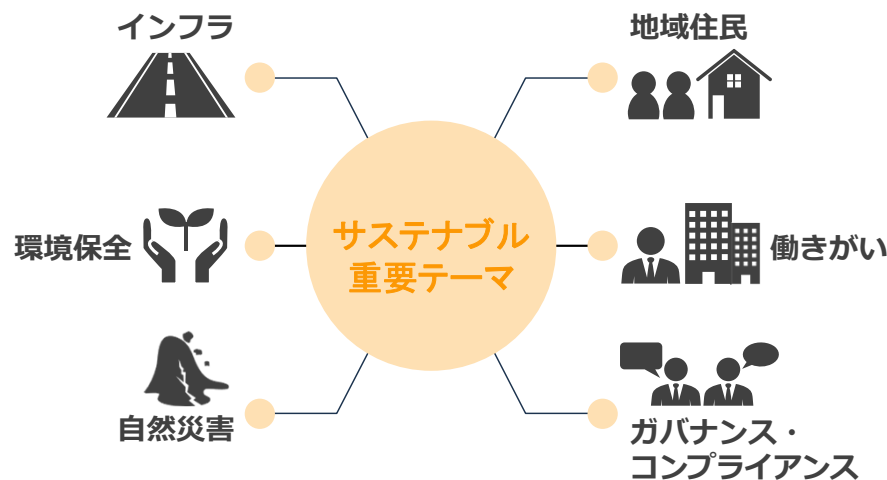 インフラ
地域住民
環境保全
サステナブル
重要テーマ
働きがい
自然災害
ガバナンス・
コンプライアンス